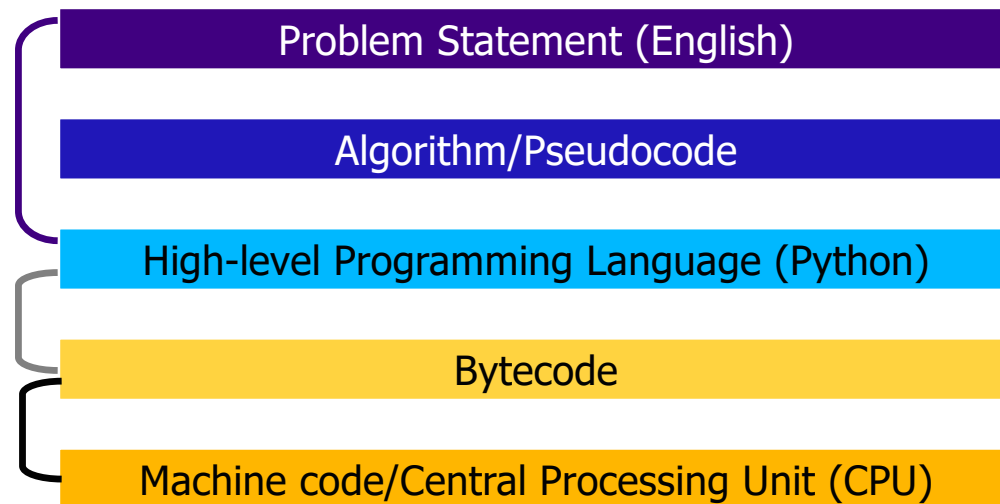 Problem Statement (English)
Algorithm/Pseudocode
High-level Programming Language (Python)
Bytecode
Machine code/Central Processing Unit (CPU)